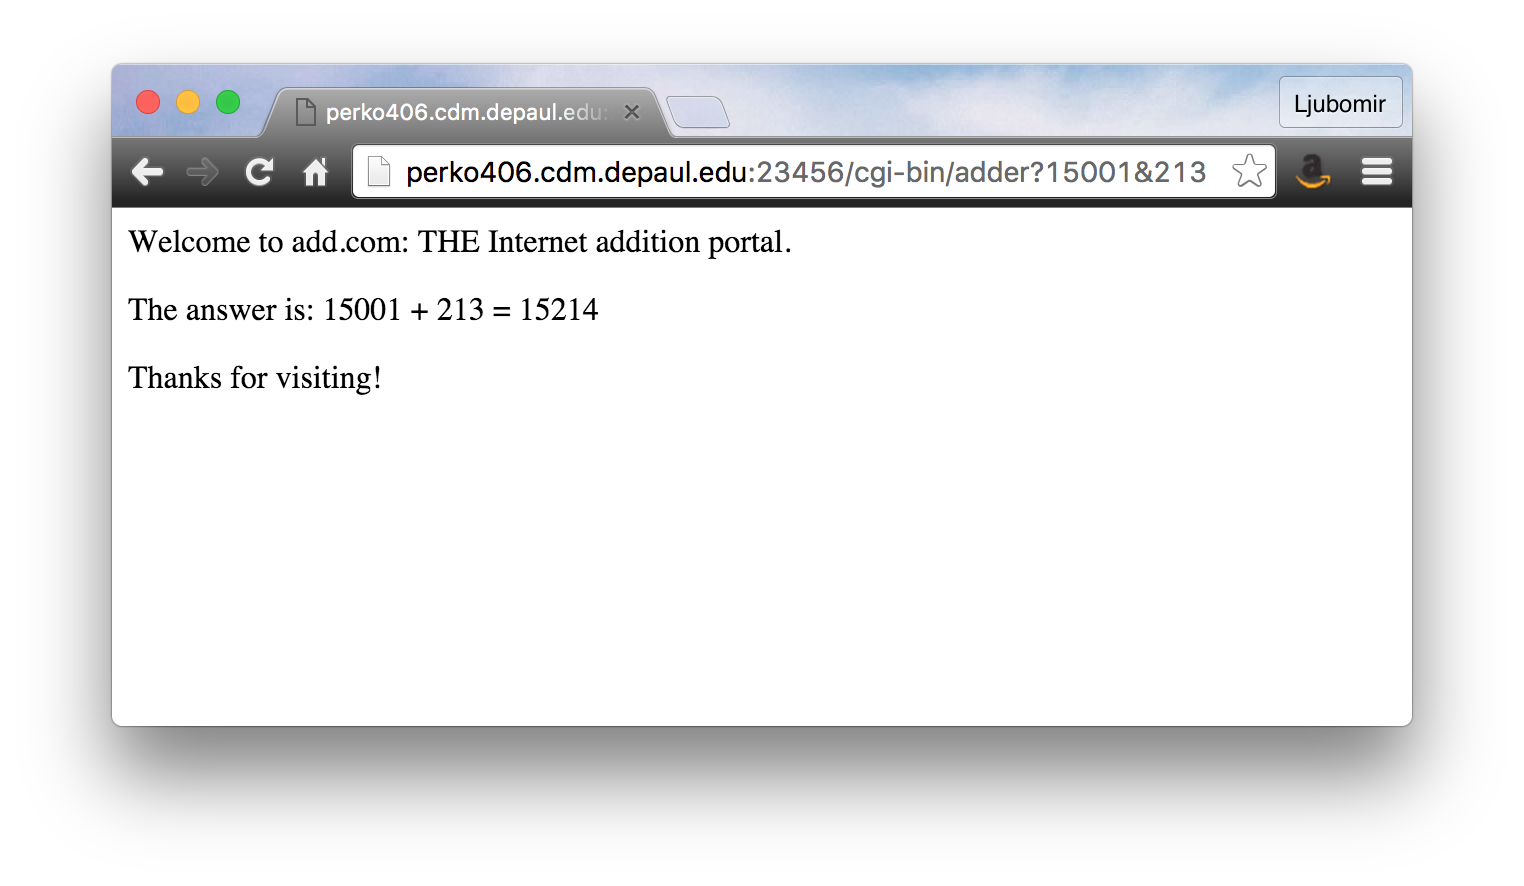 perko406.cdm.depaul.edu:
Ljubomir
perko406.cdm.depaul.edu:23456/cgi-bin/adder?15001&213
a
Welcome to add.com: THE Internet addition portal.
The answer is: 15001 + 213 = 15214
Thanks for visiting!